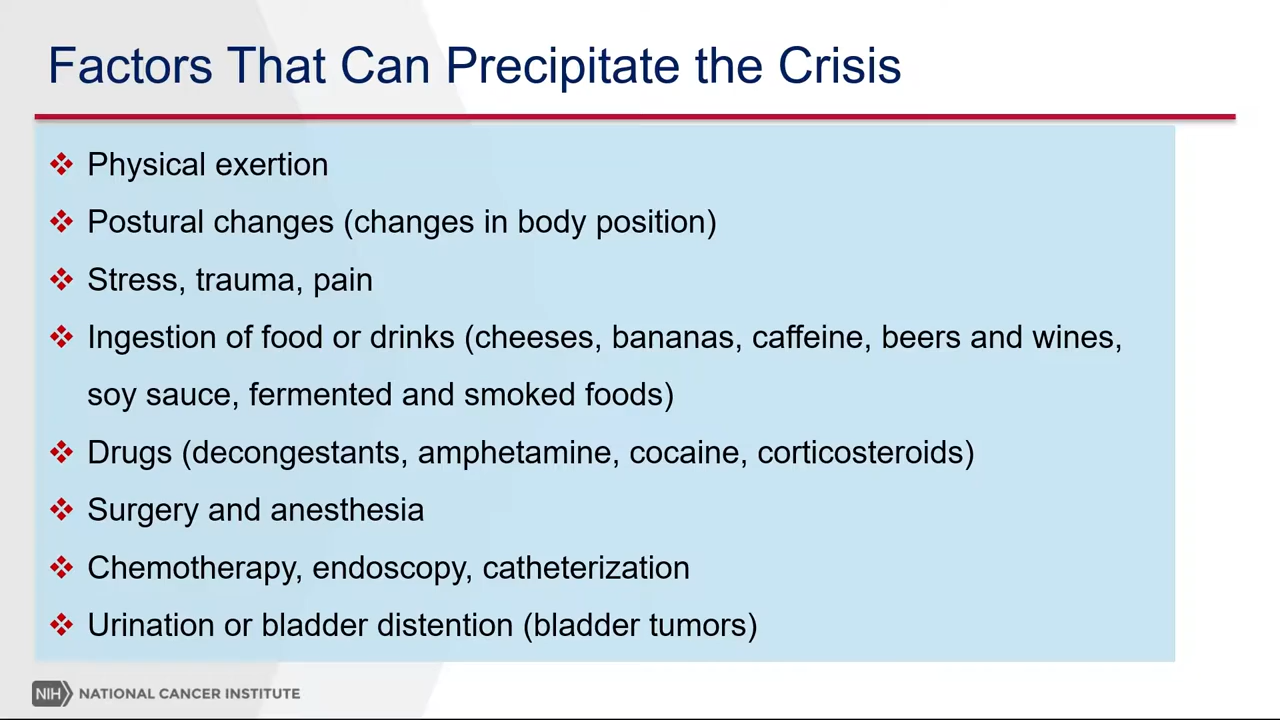 Factors That Can Precipitate the Crisis
❖ Physical exertion
❖ Postural changes (changes in body position)
❖ Stress, trauma, pain
❖ Ingestion of food or drinks (cheeses, bananas, caffeine, beers and wines,
soy sauce, fermented and smoked foods)
❖ Drugs (decongestants, amphetamine, cocaine, corticosteroids)
❖ Surgery and anesthesia
❖ Chemotherapy, endoscopy, catheterization
❖ Urination or bladder distention (bladder tumors)
NIH NATIONAL CANCER INSTITUTE